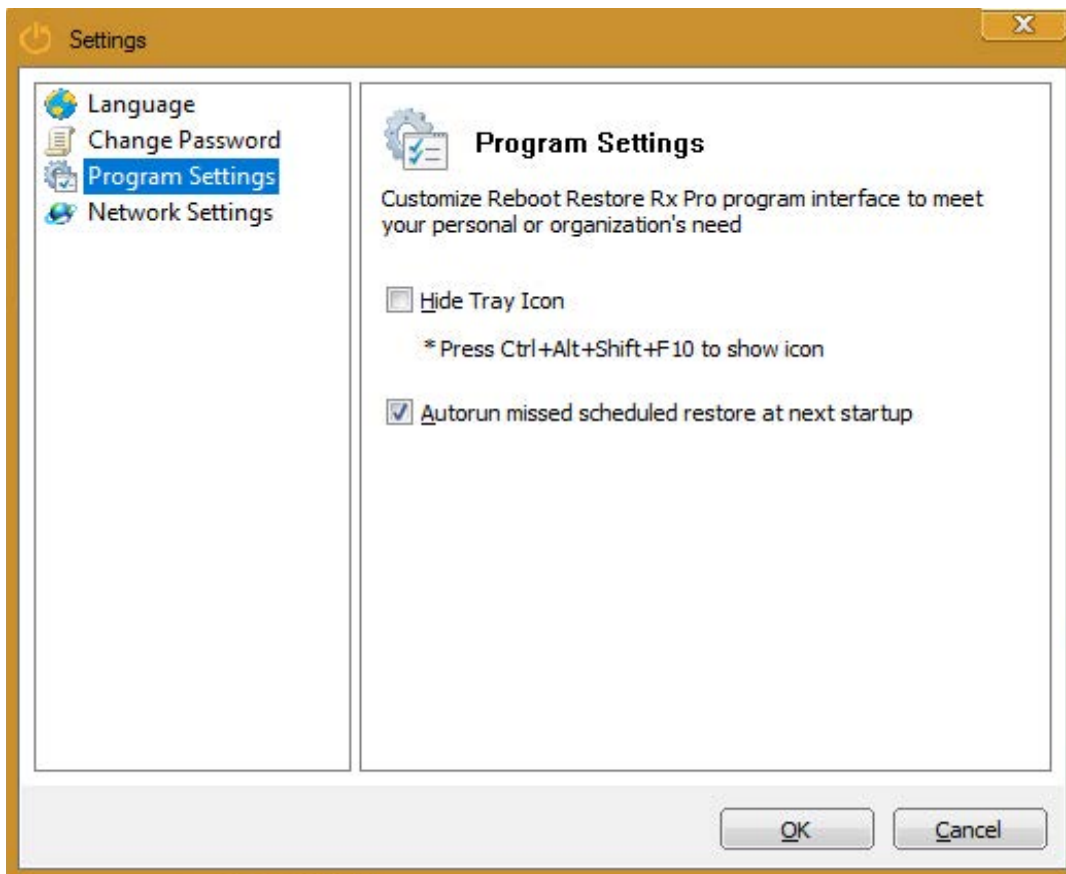 Settings
Language
Change Password
Program Settings
Network Settings
Program Settings
Customize Reboot Restore Rx Pro program interface to meet
your personal or organization's need
Hide Tray Icon
* Press Ctrl+Alt+Shift+F10 to show icon
Autorun missed scheduled restore at next startup
OK
Cancel